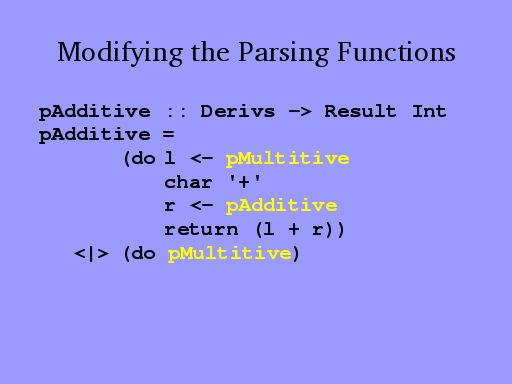 Modifying the Parsing Functions
pAdditive :: Derivs -> Result Int
pAdditive =
(do l <- pMultitive
char '+'
r <- pAdditive
return (l + r))
<|> (do pMultitive)